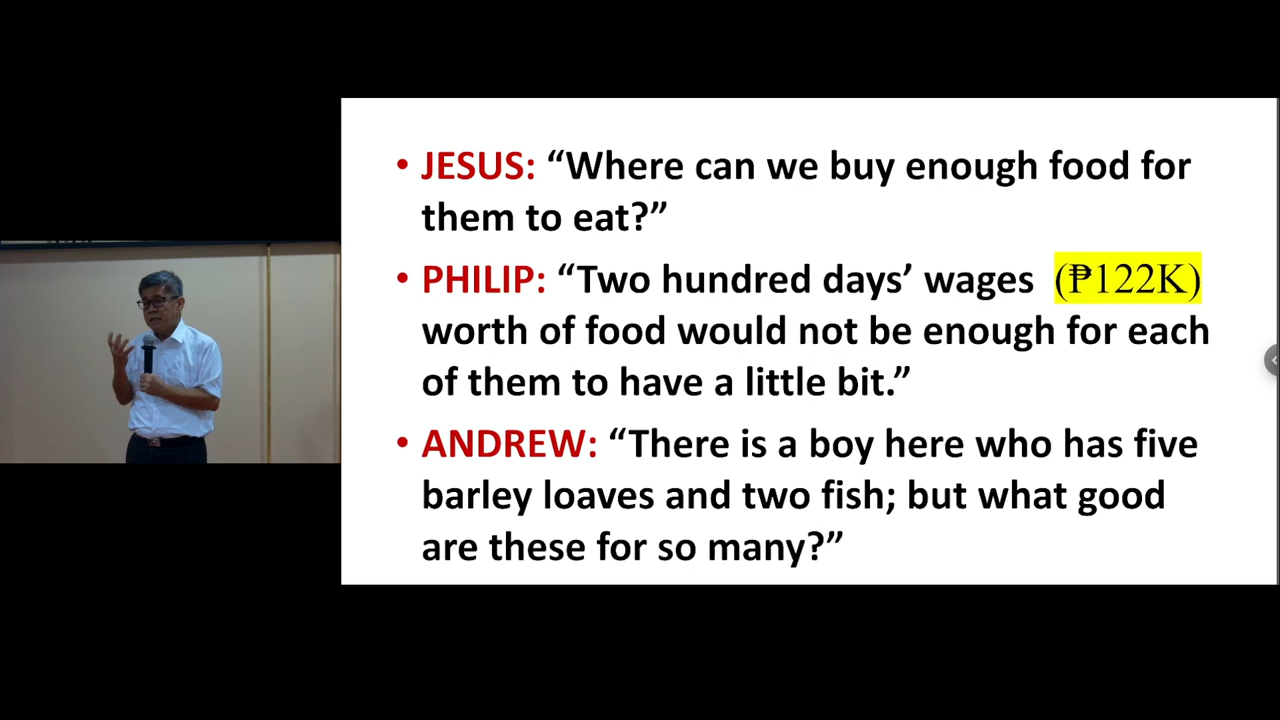 • JESUS: “Where can we buy enough food for
them to eat?”
• PHILIP: “Two hundred days’ wages (₱122K)
worth of food would not be enough for each
of them to have a little bit.”
• ANDREW: “There is a boy here who has five
barley loaves and two fish; but what good
are these for so many?”